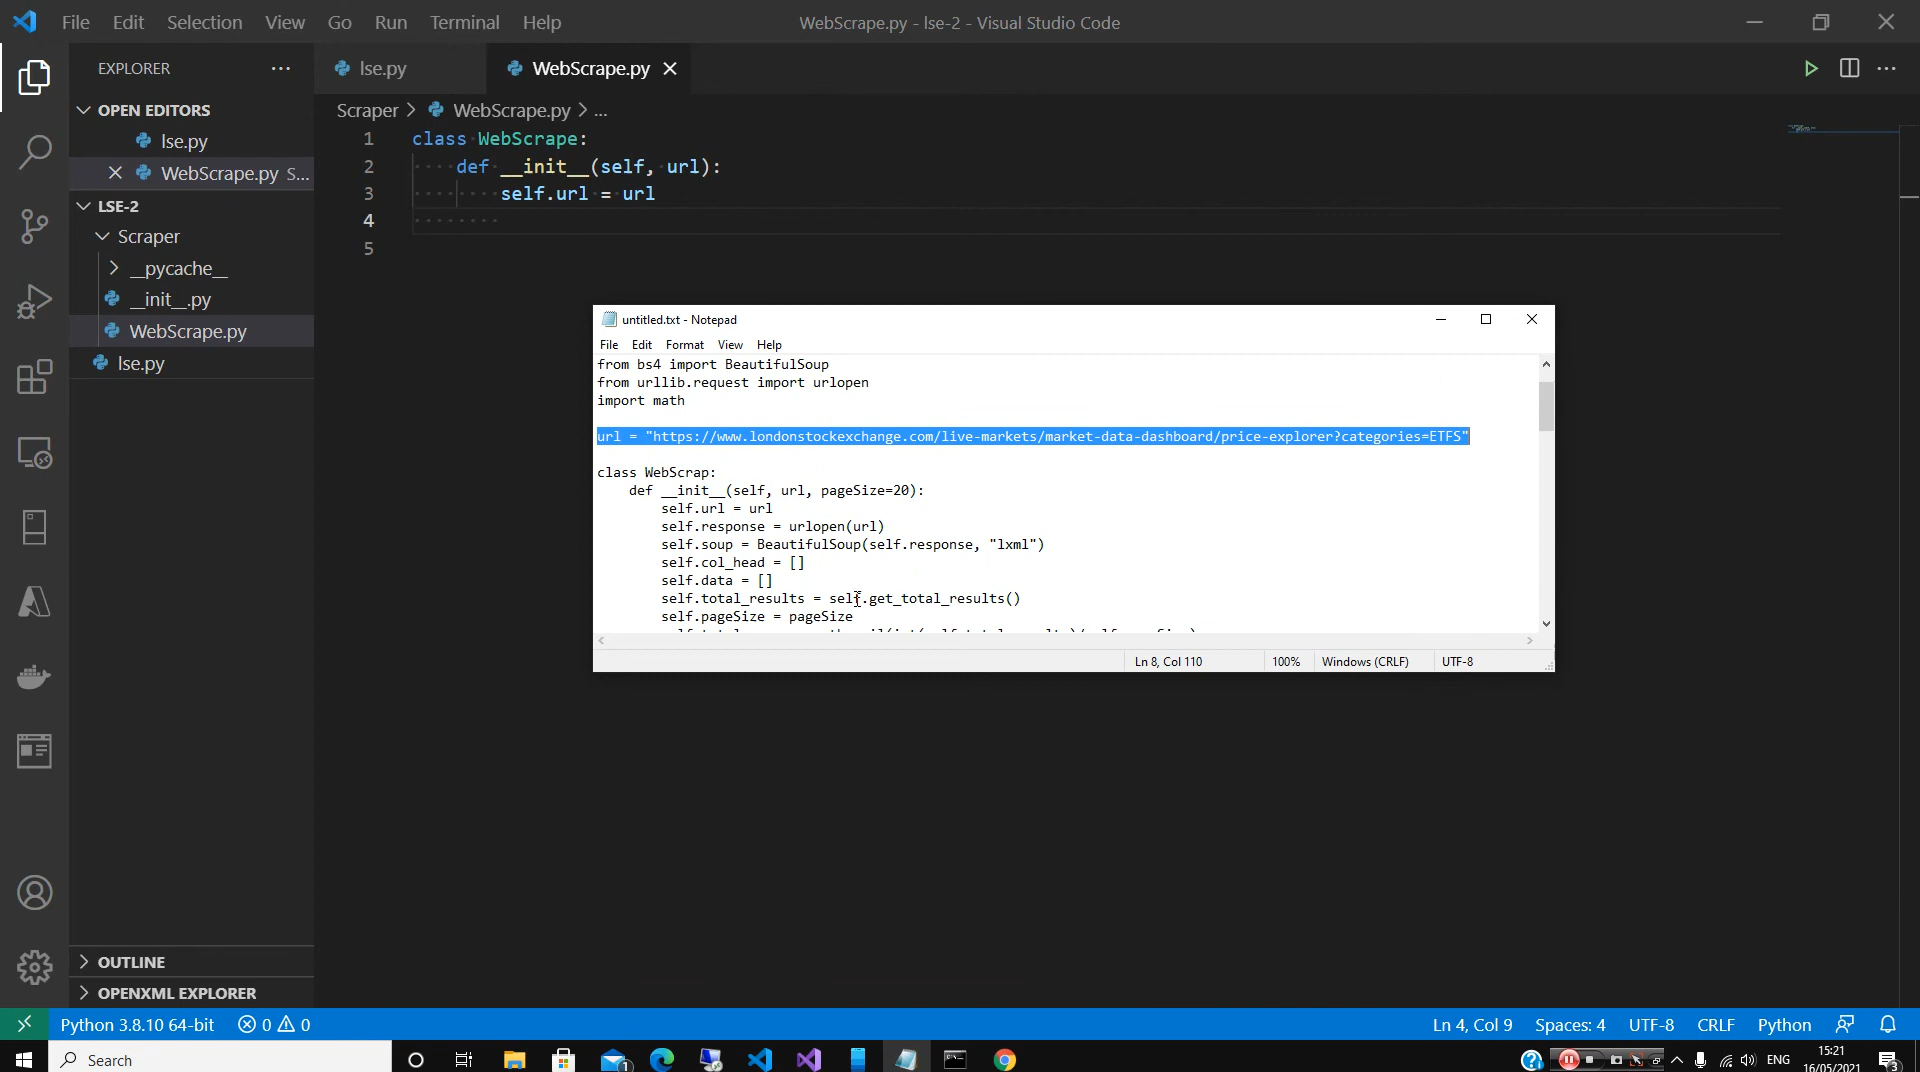 File Edit Selection View Go Run Terminal Help
WebScrape.py - lse-2 - Visual Studio Code
EXPLORER
OPEN EDITORS
lse.py
WebScrape.py S...
LSE-2
Scraper
__pycache__
__init__.py
WebScrape.py
lse.py
OUTLINE
OPENXML EXPLORER
lse.py
WebScrape.py
Scraper > WebScrape.py > ...
1 class WebScrape:
2 def __init__(self, url):
3 self.url = url
4
5
untitled.txt - Notepad
File Edit Format View Help
from bs4 import BeautifulSoup
from urllib.request import urlopen
import math
url = "https://www.londonstockexchange.com/live-markets/market-data-dashboard/price-explorer?categories=ETFS"
class WebScrap:
def __init__(self, url, pageSize=20):
self.url = url
self.response = urlopen(url)
self.soup = BeautifulSoup(self.response, "lxml")
self.col_head = []
self.data = []
self.total_results = self.get_total_results()
self.pageSize = pageSize
Ln 8, Col 110 100% Windows (CRLF) UTF-8
Python 3.8.10 64-bit 0 0
Ln 4, Col 9 Spaces: 4 UTF-8 CRLF Python
Search
1
ENG
15:21
16/05/2021
3